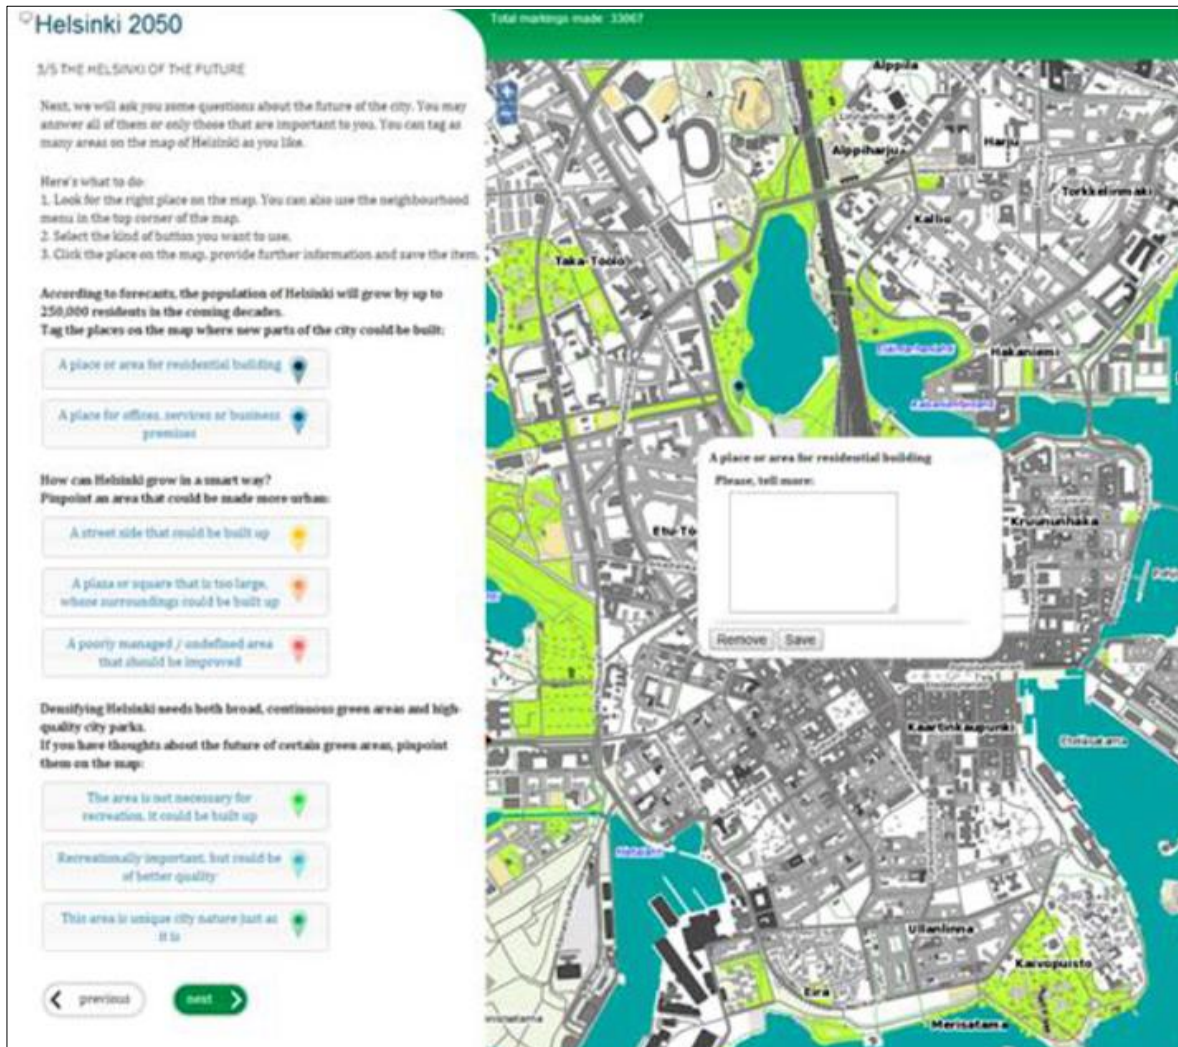 Helsinki 2050
Total markings made 33067
3/5 THE HELSINKI OF THE FUTURE
Next, we will ask you some questions about the future of the city. You may
answer all of them or only those that are important to you. You can tag as
many areas on the map of Helsinki as you like.
Here's what to do:
1. Look for the right place on the map. You can also use the neighbourhood
menu in the top corner of the map.
2. Select the kind of button you want to use.
3. Click the place on the map, provide further information and save the item.
According to forecasts, the population of Helsinki will grow by up to
250,000 residents in the coming decades.
Tag the places on the map where new parts of the city could be built:
A place or area for residential building
A place for offices, services or business
premises
How can Helsinki grow in a smart way?
Pinpoint an area that could be made more urban:
A street side that could be built up
A plaza or square that is too large,
whose surroundings could be built up
A poorly managed / undefined area
that should be improved
Densifying Helsinki needs both broad, continuous green areas and high-
quality city parks.
If you have thoughts about the future of certain green areas, pinpoint
them on the map:
The area is not necessary for
recreation, it could be built up
Recreationally important, but could be
of better quality
This area is unique city nature just as
it is
previous
next
Alppila
Alppiharju
Harju
Torkkelinmäki
Kallio
Taka-Töölö
Hakaniemi
A place or area for residential building
Please, tell more:
Remove
Save
Kruununhaka
Etu-Tö
Kaartinkaupunki
Eteläsatama
Ullanlinna
Kaivopuisto
Eira
Merisatama